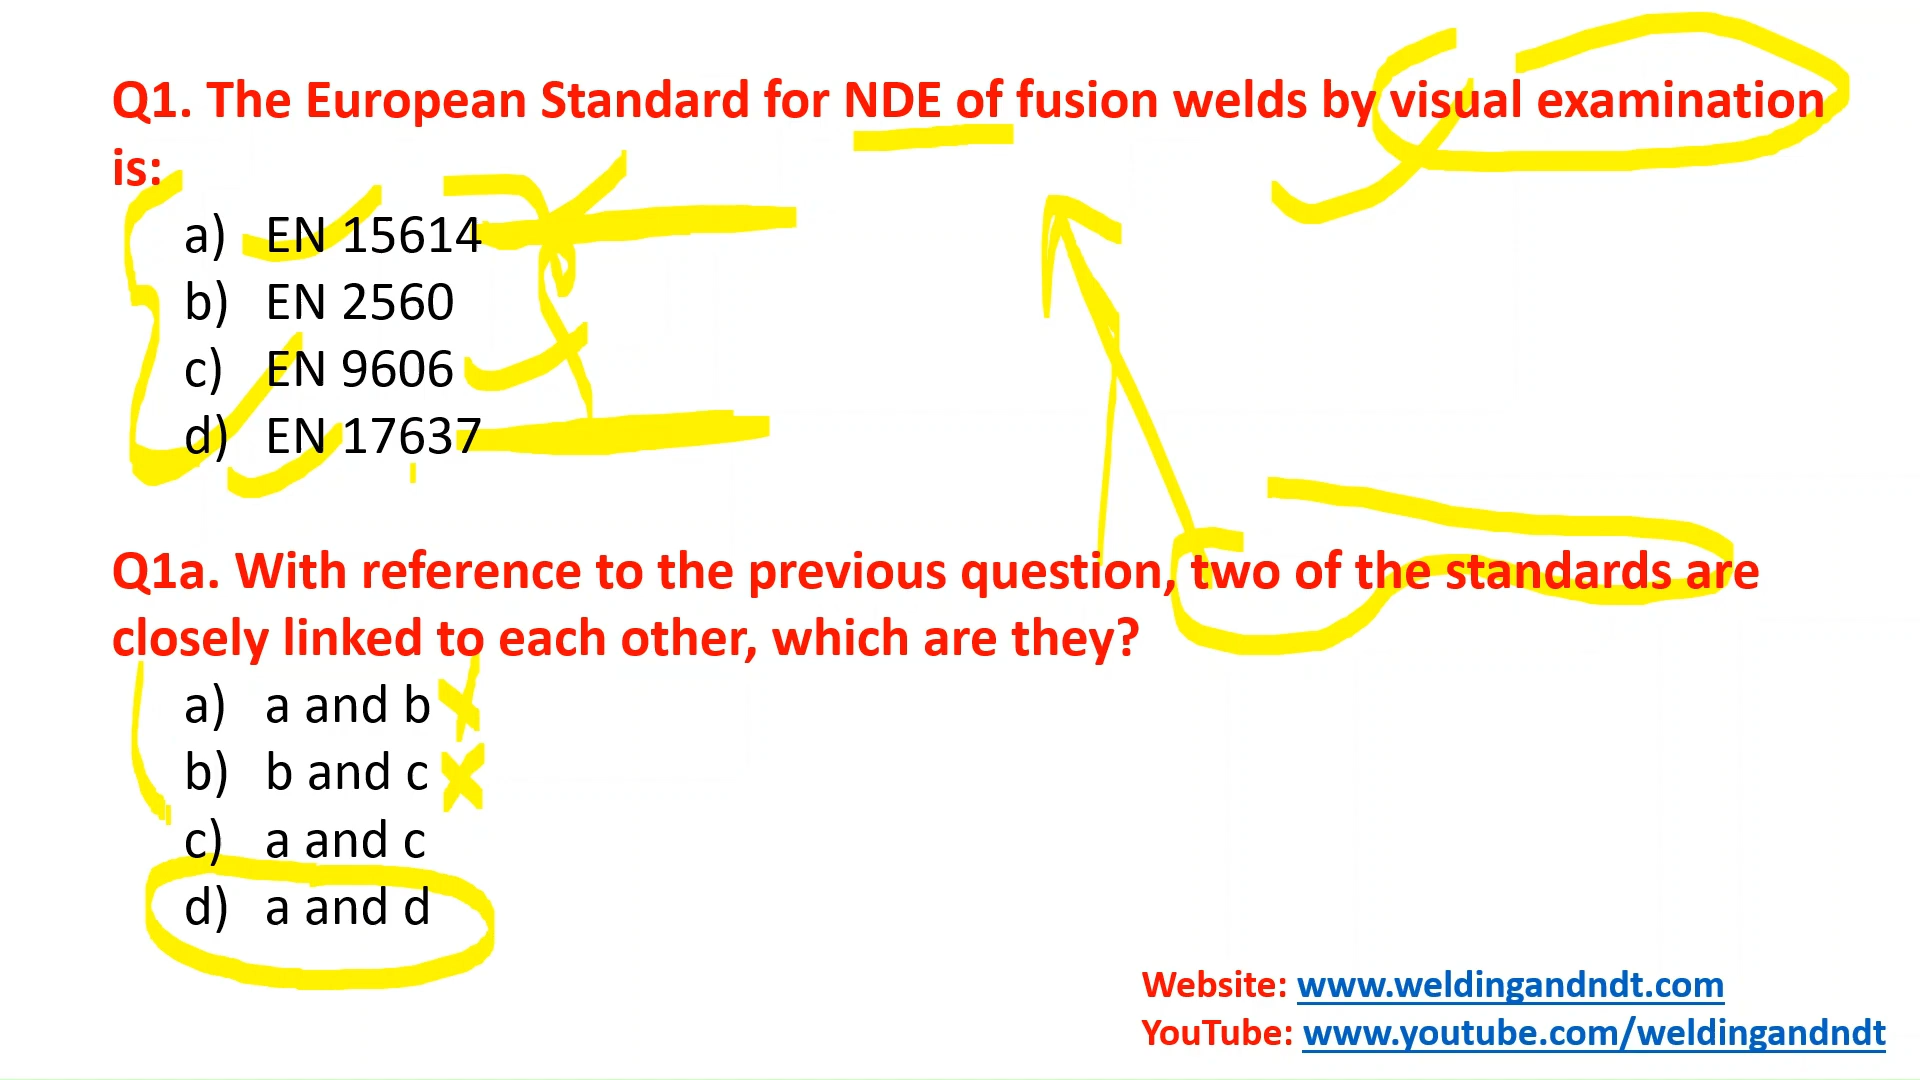 Q1. The European Standard for NDE of fusion welds by visual examination
is:
a) EN 15614
b) EN 2560
c) EN 9606
d) EN 17637
Q1a. With reference to the previous question, two of the standards are
closely linked to each other, which are they?
a) a and b
b) b and c
c) a and c
d) a and d
Website: www.weldingandndt.com
YouTube: www.youtube.com/weldingandndt